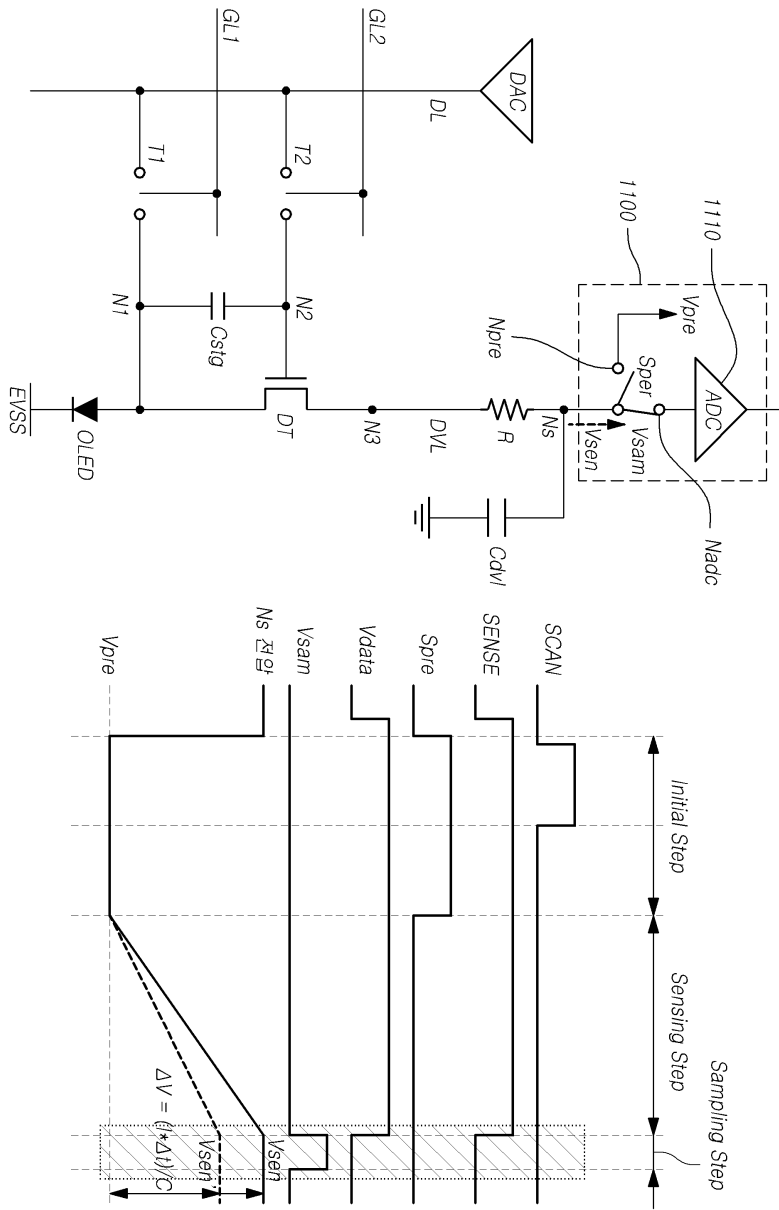 1100
1110
Vpre
Npre
Sper
ADC
Vsam
Vsen
Nadc
Ns
R
Cdvl
DVL
N3
DAC
DL
GL2
GL1
T2
T1
N2
N1
Cstg
DT
OLED
EVSS
Initial Step
Sensing Step
Sampling Step
SCAN
SENSE
Spre
Vdata
Vsam
Ns 전압
Vpre
Vsen
Vsen'
ΔV = (i*Δt)/C